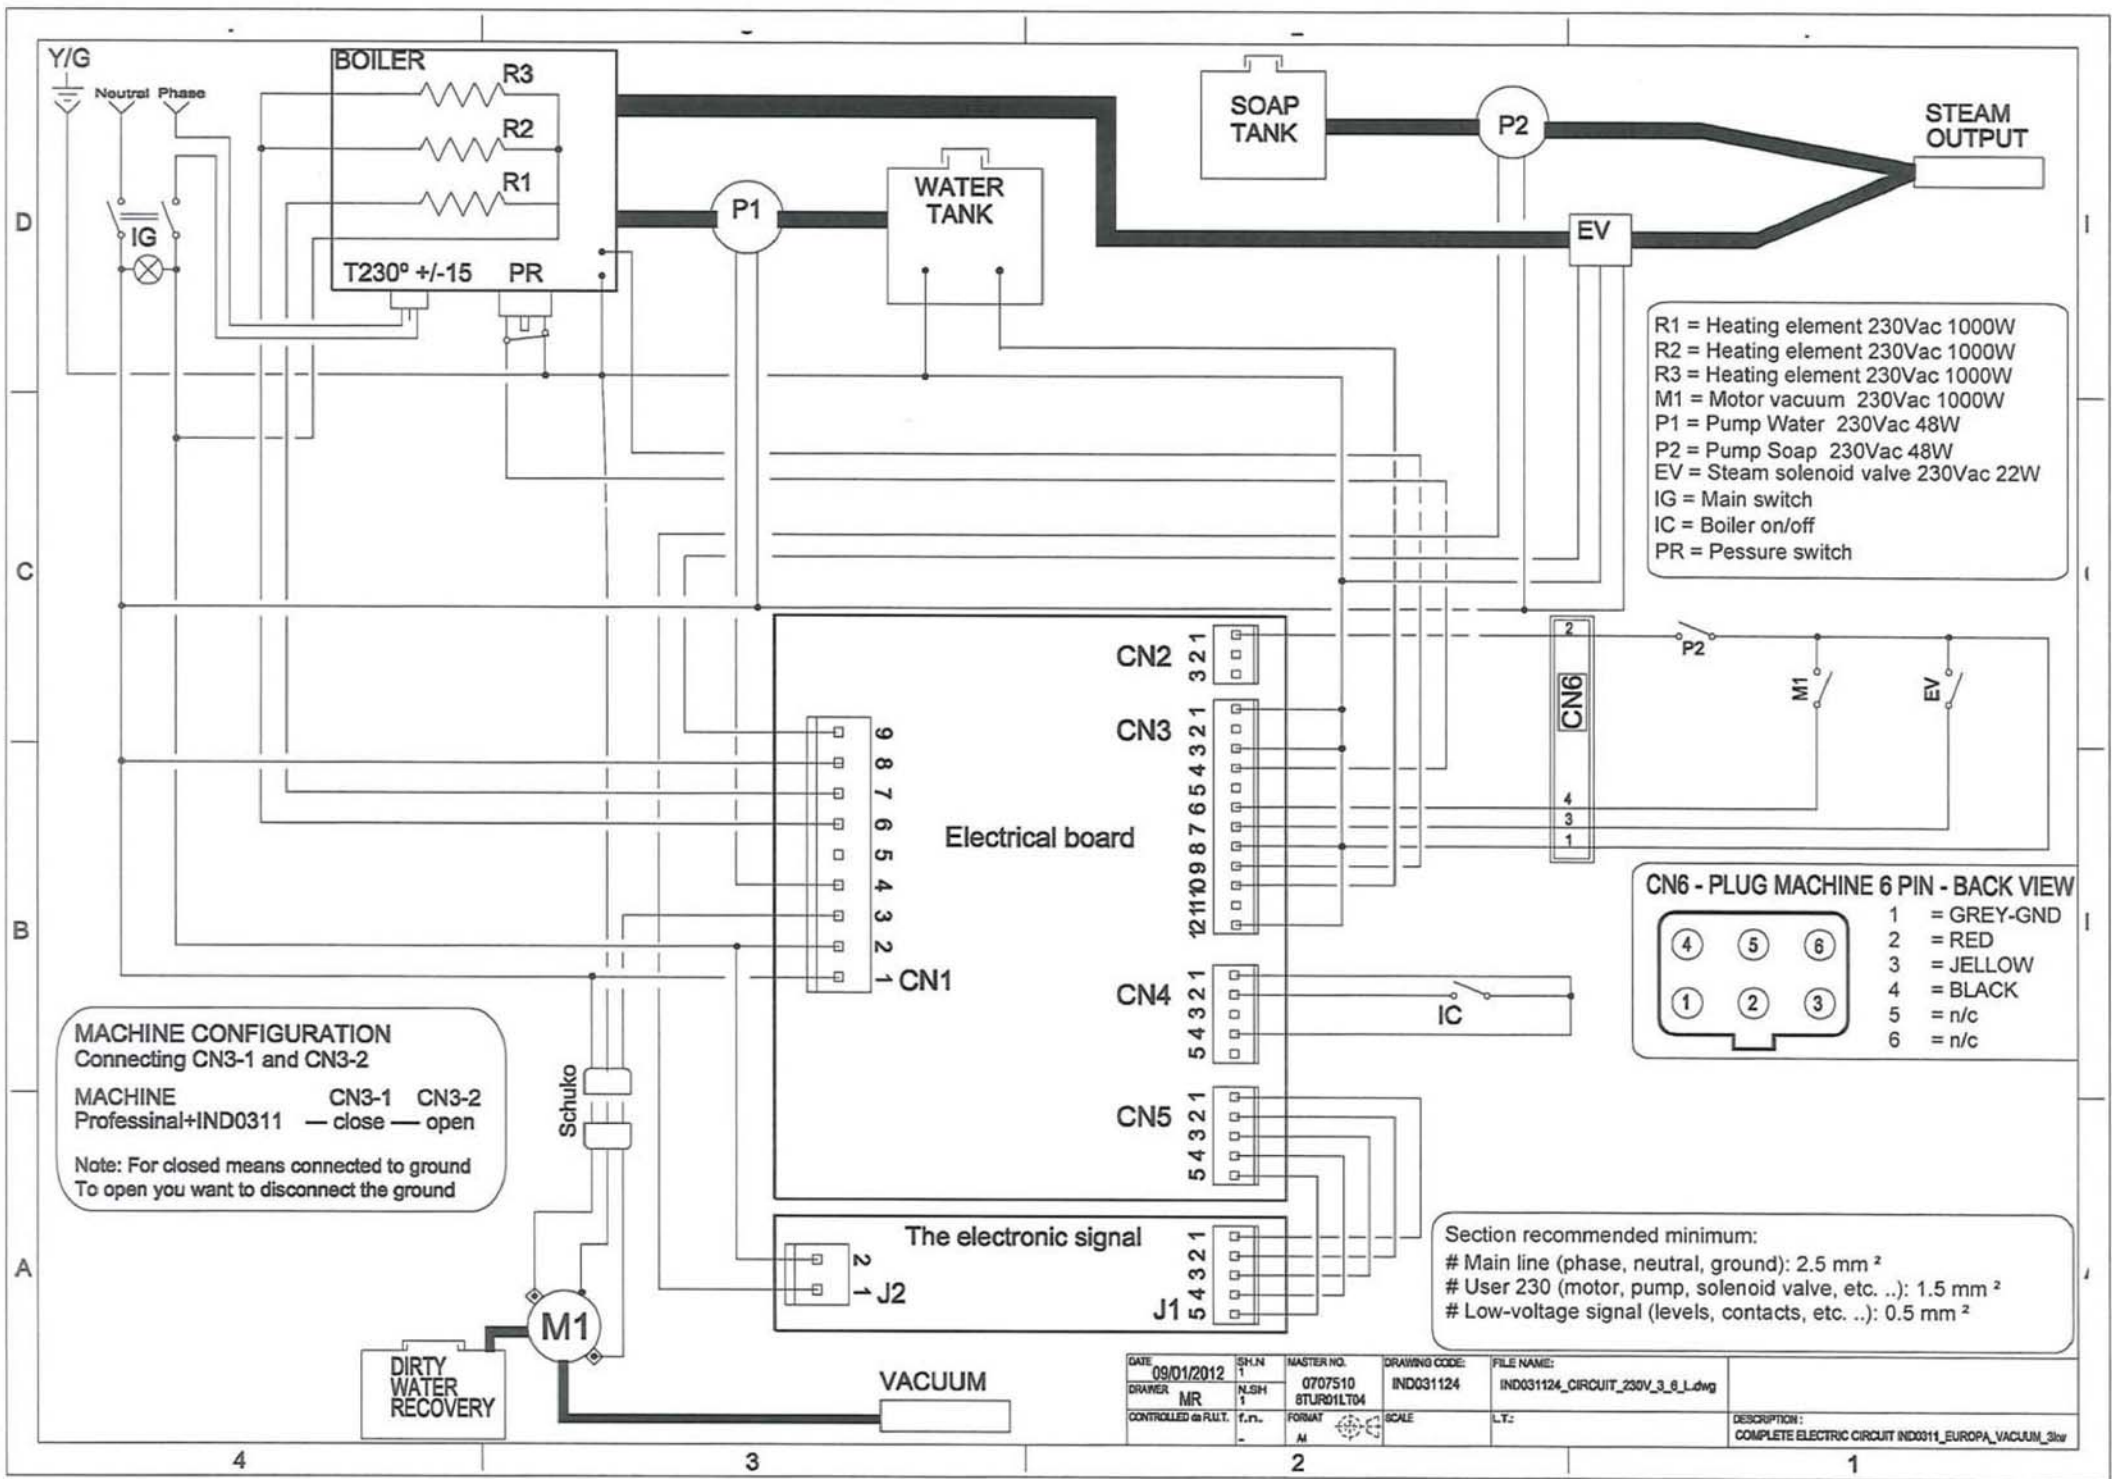 Y/G
Neutral Phase
BOILER
R3
R2
R1
T230º +/-15 PR
IG
P1
WATER
TANK
SOAP
TANK
P2
STEAM
OUTPUT
EV
R1 = Heating element 230Vac 1000W
R2 = Heating element 230Vac 1000W
R3 = Heating element 230Vac 1000W
M1 = Motor vacuum 230Vac 1000W
P1 = Pump Water 230Vac 48W
P2 = Pump Soap 230Vac 48W
EV = Steam solenoid valve 230Vac 22W
IG = Main switch
IC = Boiler on/off
PR = Pessure switch
D
C
B
A
Electrical board
CN1
9
8
7
6
5
4
3
2
1
CN2
1
2
3
CN3
1
2
3
4
5
6
7
8
9
10
11
12
CN4
1
2
3
4
5
IC
CN5
1
2
3
4
5
CN6
2
4
3
1
P2
M1
EV
CN6 - PLUG MACHINE 6 PIN - BACK VIEW
4 5 6
1 2 3
1 = GREY-GND
2 = RED
3 = JELLOW
4 = BLACK
5 = n/c
6 = n/c
MACHINE CONFIGURATION
Connecting CN3-1 and CN3-2
MACHINE CN3-1 CN3-2
Professinal+IND0311 — close — open
Note: For closed means connected to ground
To open you want to disconnect the ground
Schuko
M1
DIRTY
WATER
RECOVERY
VACUUM
The electronic signal
J2
2
1
J1
1
2
3
4
5
Section recommended minimum:
# Main line (phase, neutral, ground): 2.5 mm ²
# User 230 (motor, pump, solenoid valve, etc. ..): 1.5 mm ²
# Low-voltage signal (levels, contacts, etc. ..): 0.5 mm ²
DATE 09/01/2012
SH.N 1
MASTER NO. 0707510
8TUR01LT04
DRAWING CODE: IND031124
FILE NAME: IND031124_CIRCUIT_230V_3_6_L.dwg
DRAWER MR
N.SH 1
CONTROLLED da R.U.T.
f.n. -
FORMAT A4
SCALE
L.T.:
DESCRIPTION:
COMPLETE ELECTRIC CIRCUIT IND0311_EUROPA_VACUUM_3kw
4 3 2 1